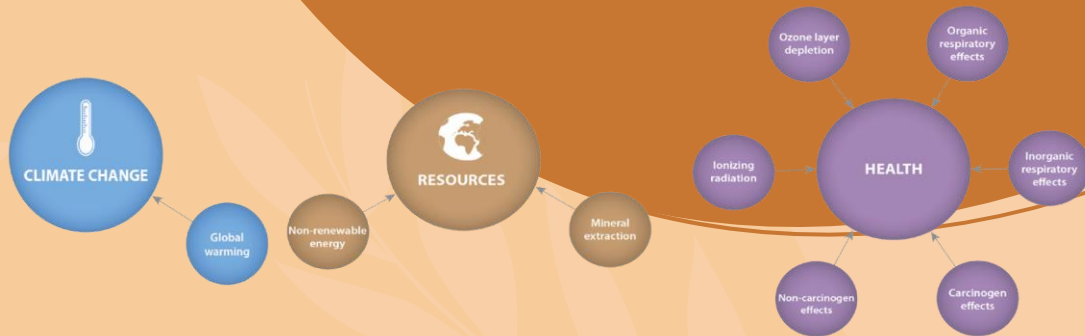 CLIMATE CHANGE
Global
warming
RESOURCES
Non-renewable
energy
Mineral
extraction
HEALTH
Ozone layer
depletion
Organic
respiratory
effects
Ionizing
radiation
Inorganic
respiratory
effects
Non-carcinogen
effects
Carcinogen
effects